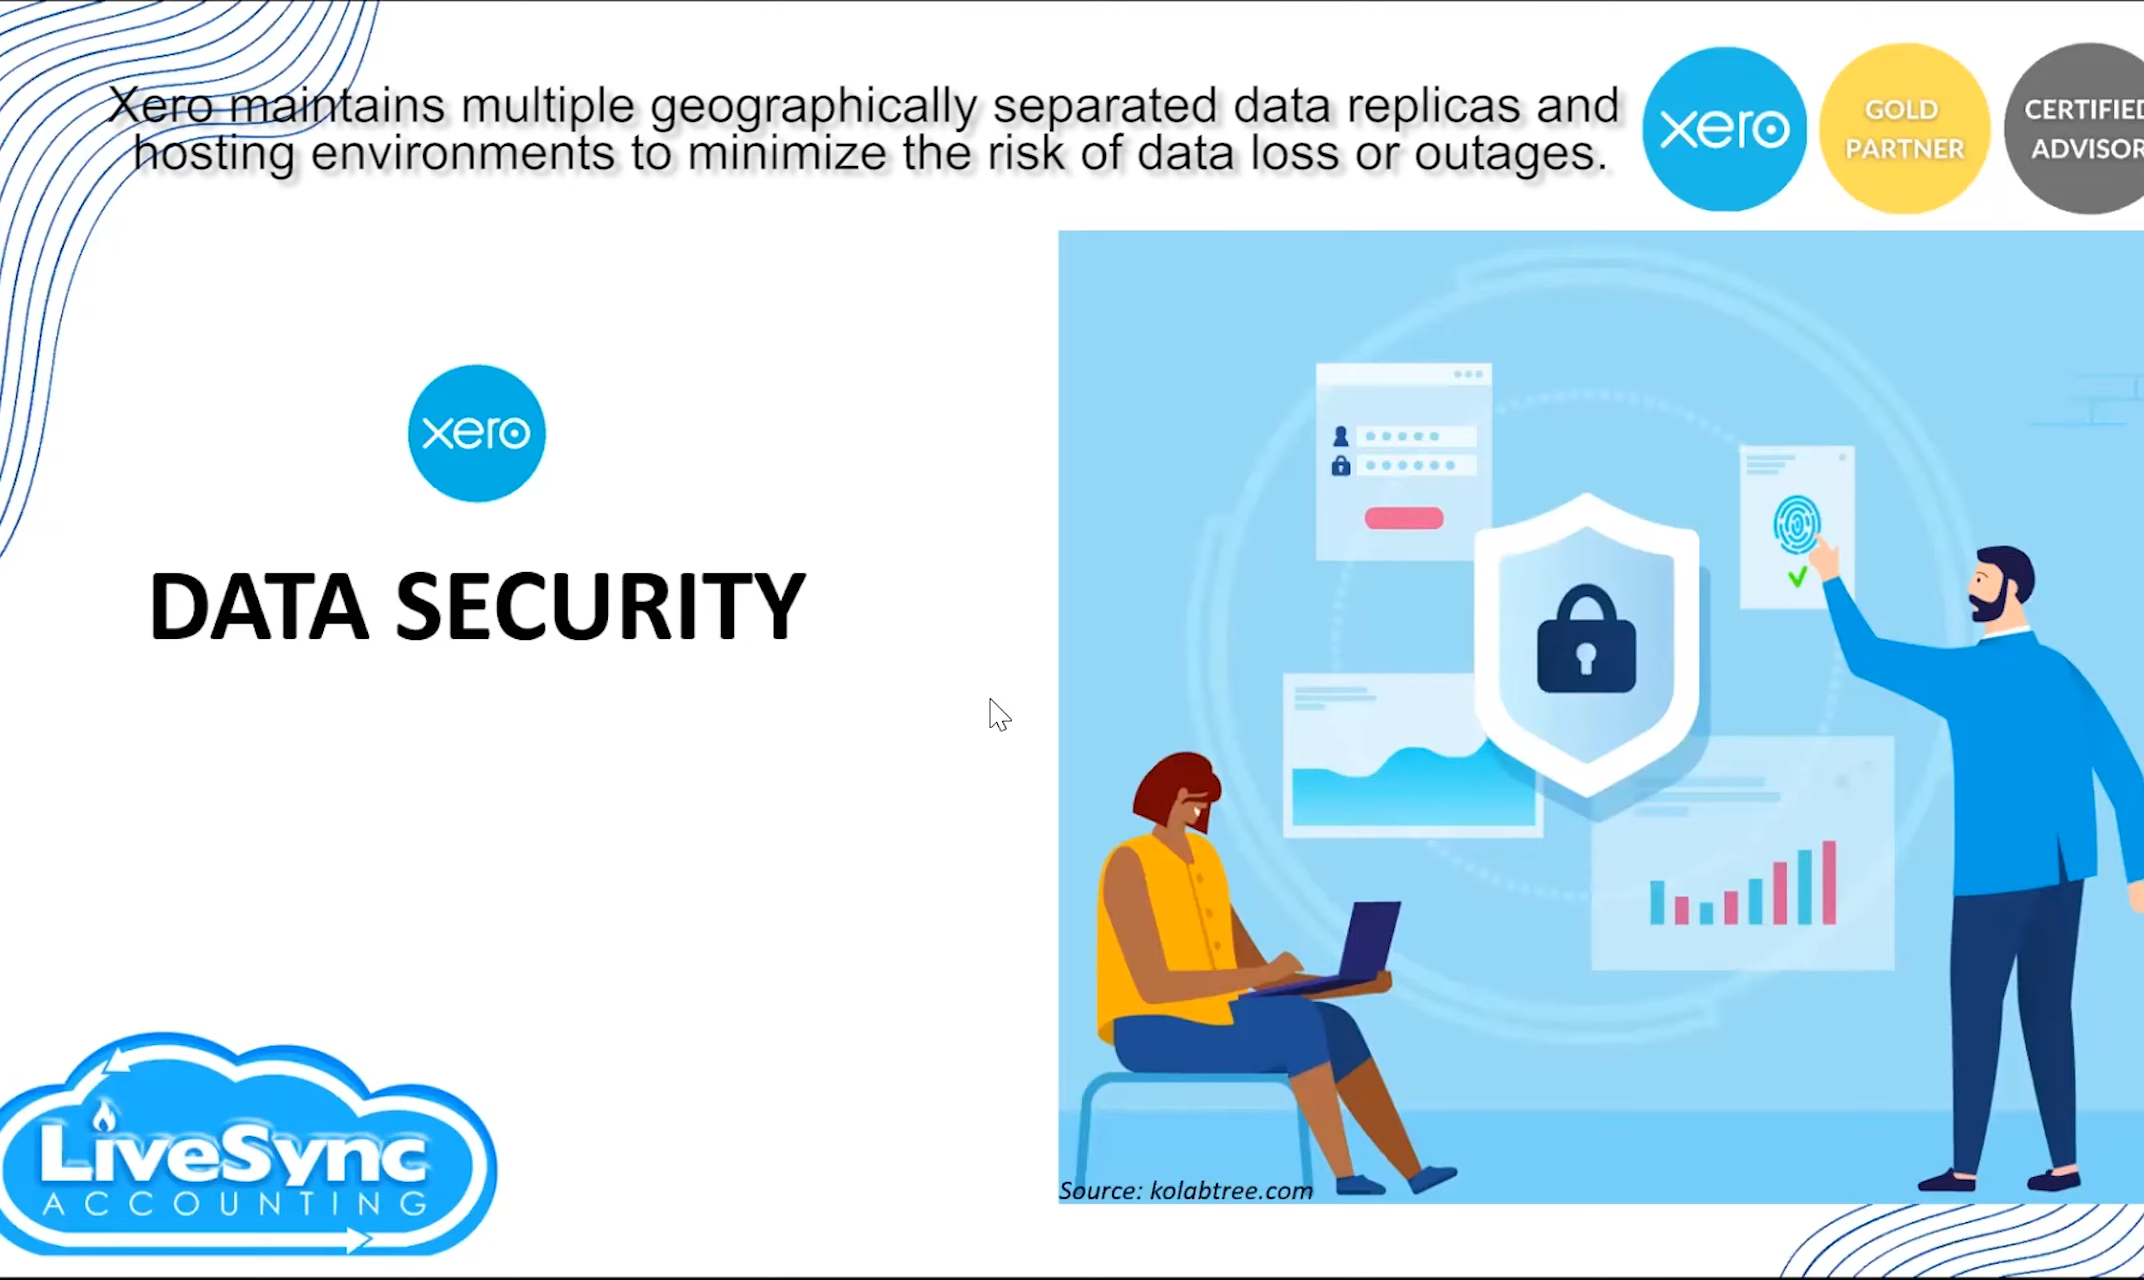 Xero maintains multiple geographically separated data replicas and
hosting environments to minimize the risk of data loss or outages.
xero
GOLD
PARTNER
CERTIFIED
ADVISOR
xero
DATA SECURITY
LiveSync
ACCOUNTING
Source: kolabtree.com